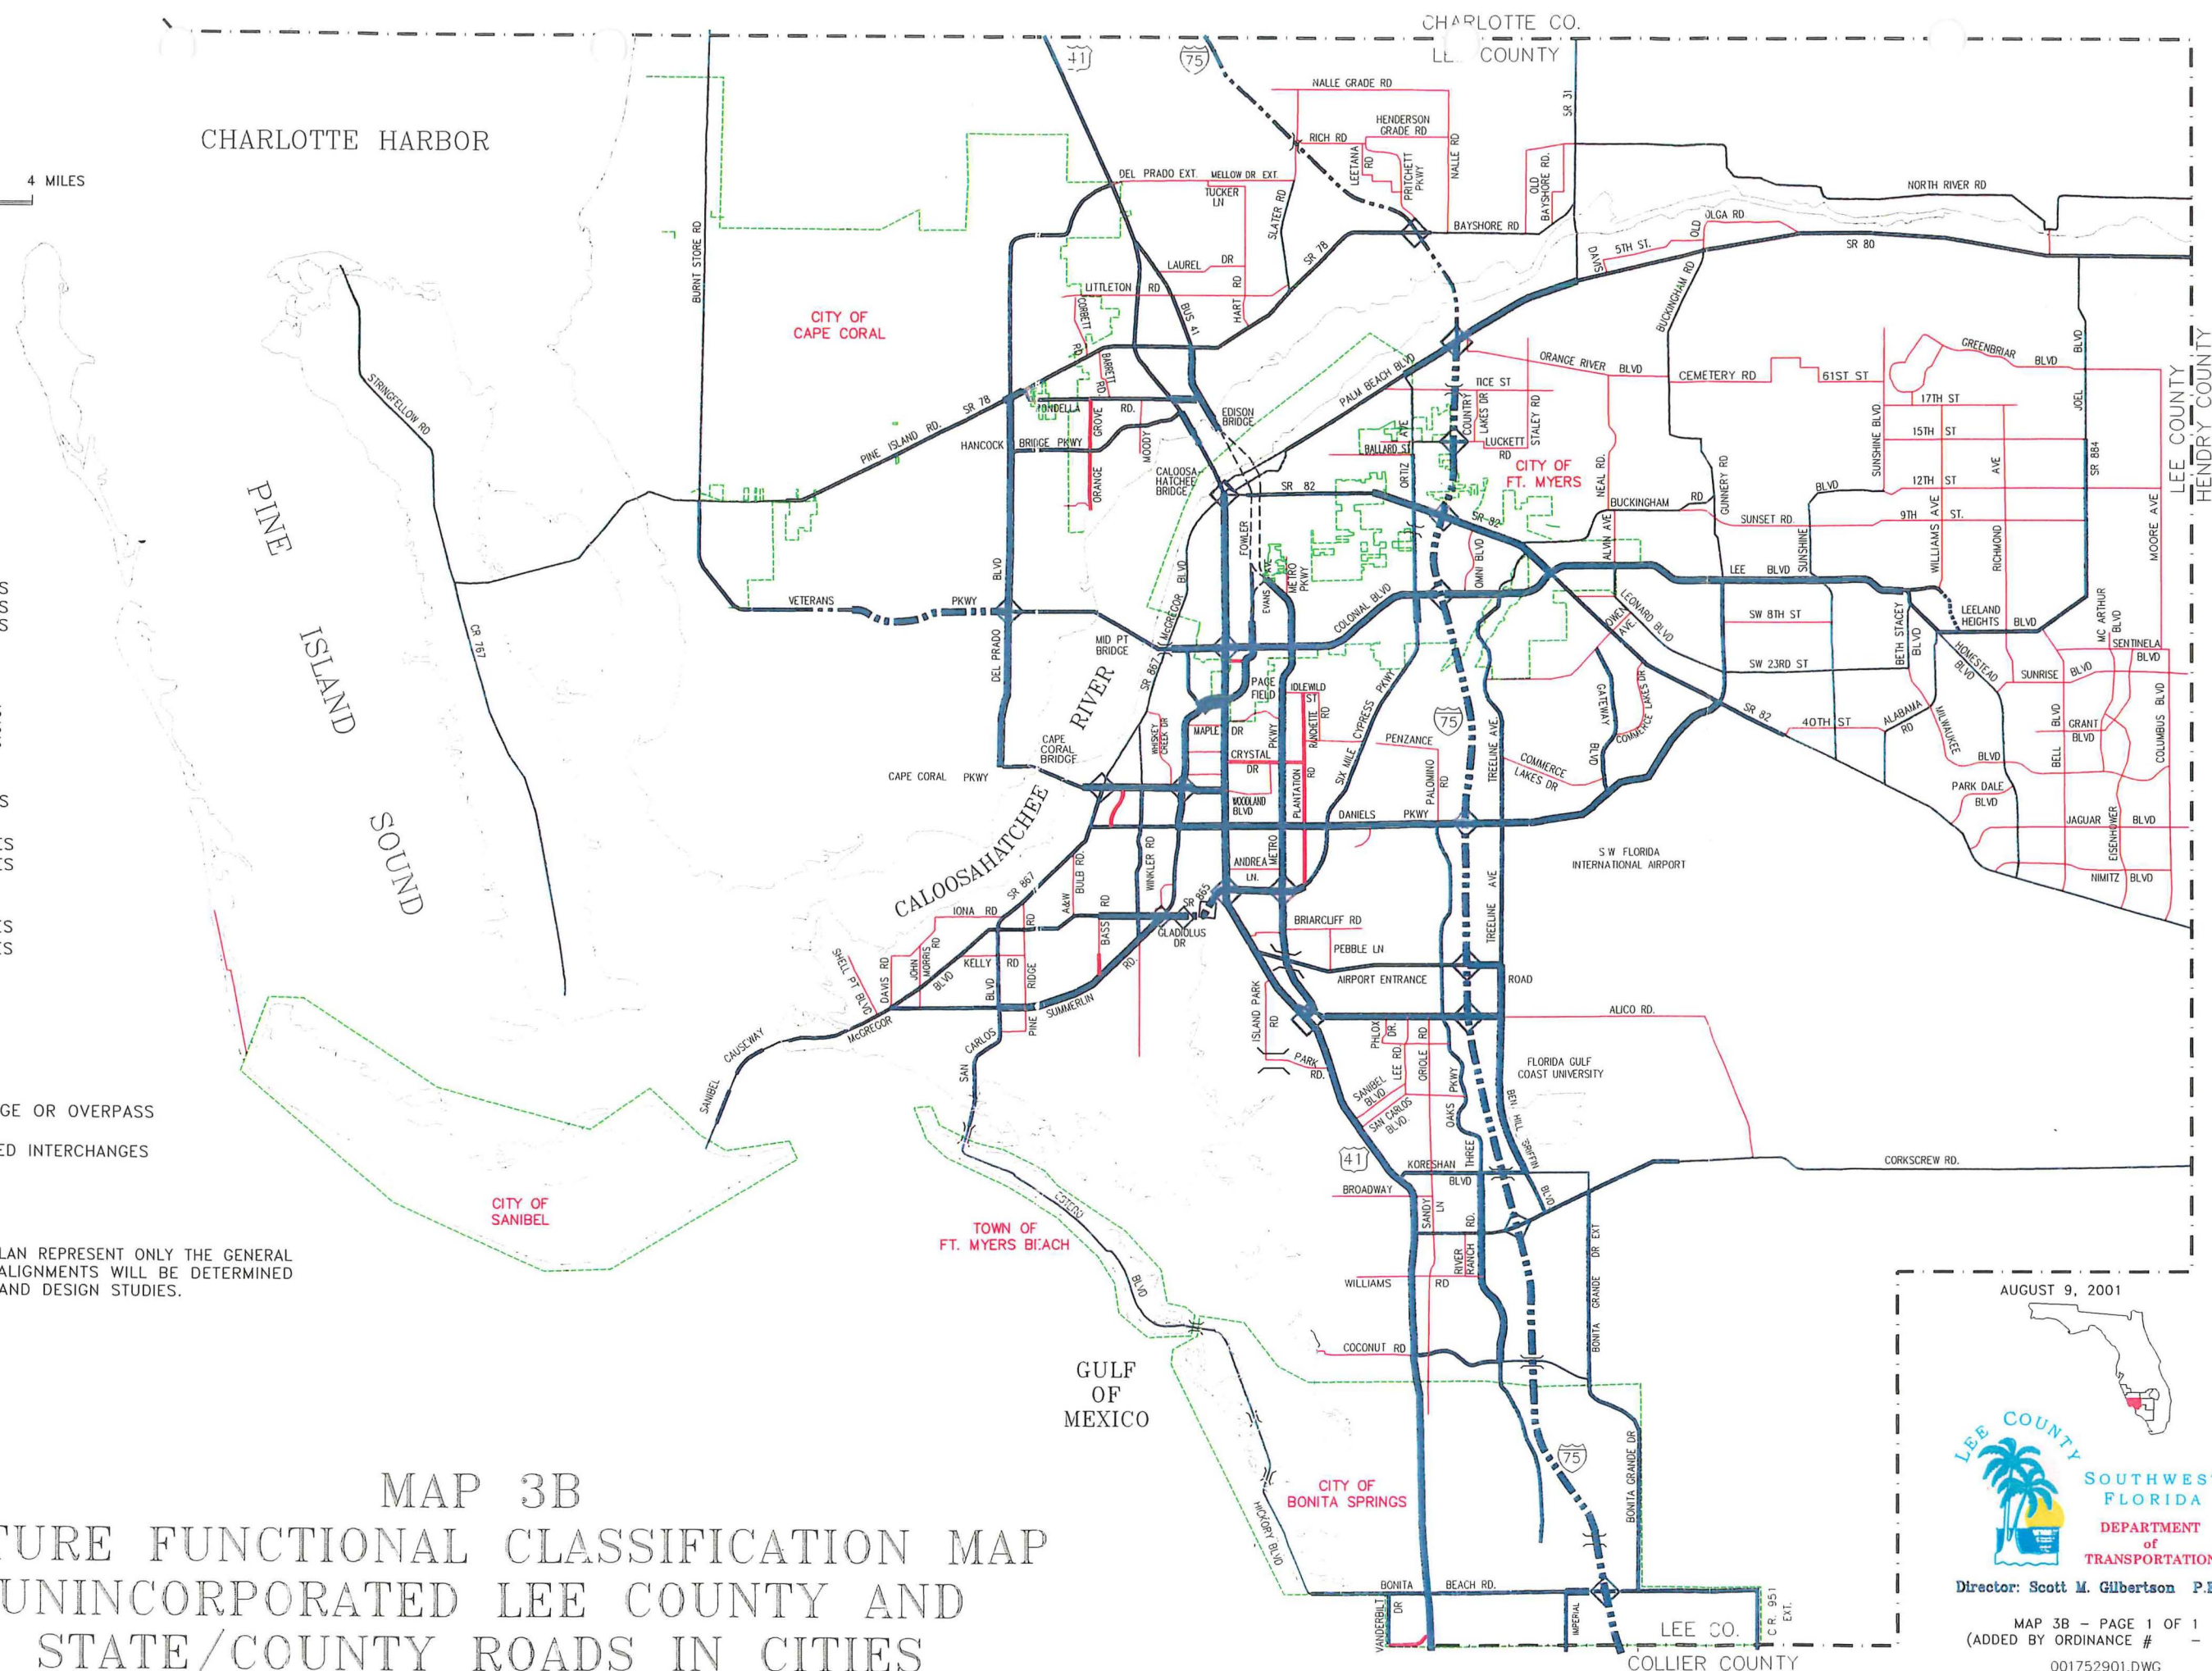 CHARLOTTE CO.
COUNTY
41
75
CHARLOTTE HARBOR
4 MILES
NALLE GRADE RD
HENDERSON
GRADE RD
RICH RD
LEETANA
RD
PRITCHETT
PKWY
NALLE RD
OLD
BAYSHORE RD.
SR 31
DEL PRADO EXT.
MELLOW DR. EXT.
TUCKER
LN
SLATER RD
SR 78
BAYSHORE RD
NORTH RIVER RD
OLD
OLGA RD.
5TH ST.
DAVIS
SR 80
BUCKINGHAM RD
BURNT STORE RD
LAUREL DR
LITTLETON RD
HART RD
BUS 41
CORBETT
RD.
BARRETT
RD.
CITY OF
CAPE CORAL
STRINGFELLOW RD
PINE ISLAND RD.
SR 78
RD.
HANCOCK
BRIDGE PKWY
ORANGE
GROVE
MOODY
EDISON
BRIDGE
CALOOSA-
HATCHEE
BRIDGE
PALM BEACH BLVD
TICE ST
COUNTRY
LAKES DR
STALEY RD
LUCKETT
RD
BALLARD ST
ORTIZ
AVE
CITY OF
FT. MYERS
ORANGE RIVER BLVD
CEMETERY RD
61ST ST
GREENBRIAR BLVD
17TH ST
15TH ST
12TH ST
9TH ST.
SUNSHINE BLVD
WILLIAMS AVE
RICHMOND
AVE
JOEL BLVD
SR 884
MOORE AVE
LEE COUNTY
HENDRY COUNTY
SR 82
SR-82
NEAL RD.
BUCKINGHAM RD
GUNNERY RD
SUNSET RD.
ALVIN AVE
SUNSHINE
BLVD
LEE BLVD
OMNI BLVD
FOWLER
EVANS AVE
METRO
PKWY
COLONIAL BLVD
McGREGOR BLVD
SR 867
MID PT
BRIDGE
VETERANS PKWY
DEL PRADO BLVD
CR 767
PINE
ISLAND
SOUND
CALOOSAHATCHEE RIVER
OWEN
AVE
LEONARD BLVD
SW 8TH ST
SW 23RD ST
BETH STACEY
BLVD
LEELAND
HEIGHTS BLVD
HOMESTEAD
BLVD
MC ARTHUR
BLVD
SENTINELA
BLVD
SUNRISE BLVD
COLUMBUS BLVD
GRANT
BLVD
BELL BLVD
MILWAUKEE
BLVD
ALABAMA
RD
40TH ST
SR 82
PARK DALE
BLVD
JAGUAR BLVD
EISENHOWER
NIMITZ BLVD
GATEWAY
BLVD
COMMERCE LAKES DR
COMMERCE
LAKES DR
PAGE
FIELD
IDLEWILD
ST
RANCHETTE
RD
MAPLE DR
CRYSTAL
DR
PKWY
PLANTATION
RD
WOODLAND
BLVD
WHISKEY
CREEK DR
SIX MILE CYPRESS PKWY
PENZANCE
PALOMINO
RD
75
TREELINE AVE.
TREELINE AVE
DANIELS PKWY
CAPE
CORAL
BRIDGE
CAPE CORAL PKWY
S W FLORIDA
INTERNATIONAL AIRPORT
ANDREA
LN.
METRO
WINKLER RD
BULB RD.
A&W
SR 867
SR 865
GLADIOLUS
DR
BASS RD
IONA RD
JOHN
MORRIS
RD
DAVIS RD
SHELL PT BLVD
KELLY RD
PINE RIDGE
RD
BLVD
SUMMERLIN
RD.
McGREGOR
BLVD
SAN
CARLOS
BLVD
SANIBEL
CAUSEWAY
BRIARCLIFF RD
PEBBLE LN
AIRPORT ENTRANCE
ROAD
ALICO RD.
ISLAND PARK
RD
PARK
RD.
PHLOX
DR.
LEE RD.
ORIOLE RD
SANIBEL
BLVD
SAN CARLOS
BLVD.
THREE
OAKS PKWY
FLORIDA GULF
COAST UNIVERSITY
BEN HILL GRIFFIN
BLVD
41
KORESHAN
BLVD
BROADWAY
SANDY
LN
RIVER
RANCH
RD.
WILLIAMS RD
COCONUT RD
CORKSCREW RD.
BONITA GRANDE DR EXT
BONITA GRANDE DR
75
GE OR OVERPASS
ED INTERCHANGES
CITY OF
SANIBEL
TOWN OF
FT. MYERS BEACH
ESTERO
BLVD
GULF
OF
MEXICO
HICKORY BLVD
CITY OF
BONITA SPRINGS
BONITA BEACH RD.
VANDERBILT
DR
IMPERIAL
C.R. 951
EXT.
LEE CO.
COLLIER COUNTY
LAN REPRESENT ONLY THE GENERAL
ALIGNMENTS WILL BE DETERMINED
AND DESIGN STUDIES.
MAP 3B
TURE FUNCTIONAL CLASSIFICATION MAP
UNINCORPORATED LEE COUNTY AND
STATE/COUNTY ROADS IN CITIES
AUGUST 9, 2001
LEE COUNTY
SOUTHWES
FLORIDA
DEPARTMENT
of
TRANSPORTATION
Director: Scott M. Gilbertson P.E
MAP 3B – PAGE 1 OF 1
(ADDED BY ORDINANCE # –
001752901.DWG